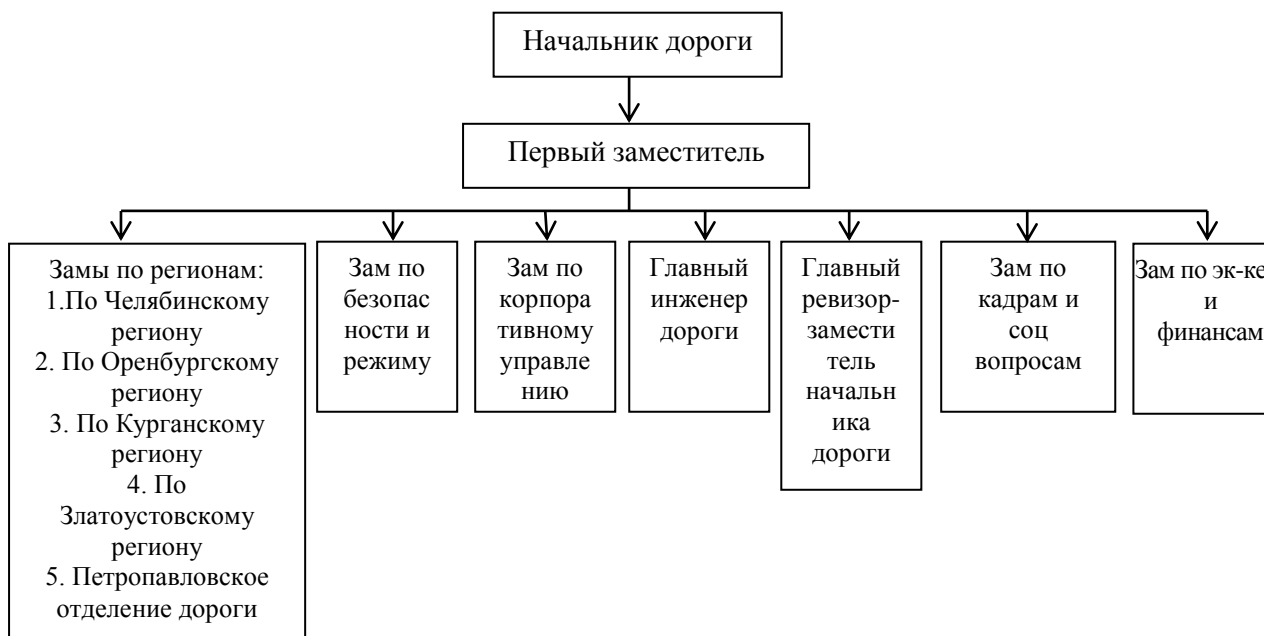 Начальник дороги
Первый заместитель
Замы по регионам:
1.По Челябинскому
региону
2. По Оренбургскому
региону
3. По Курганскому
региону
4. По
Златоустовскому
региону
5. Петропавловское
отделение дороги
Зам по
безопас
ности и
режиму
Зам по
корпора
тивному
управле
нию
Главный
инженер
дороги
Главный
ревизор-
замести
тель
начальн
ика
дороги
Зам по
кадрам и
соц
вопросам
Зам по эк-ке
и
финансам